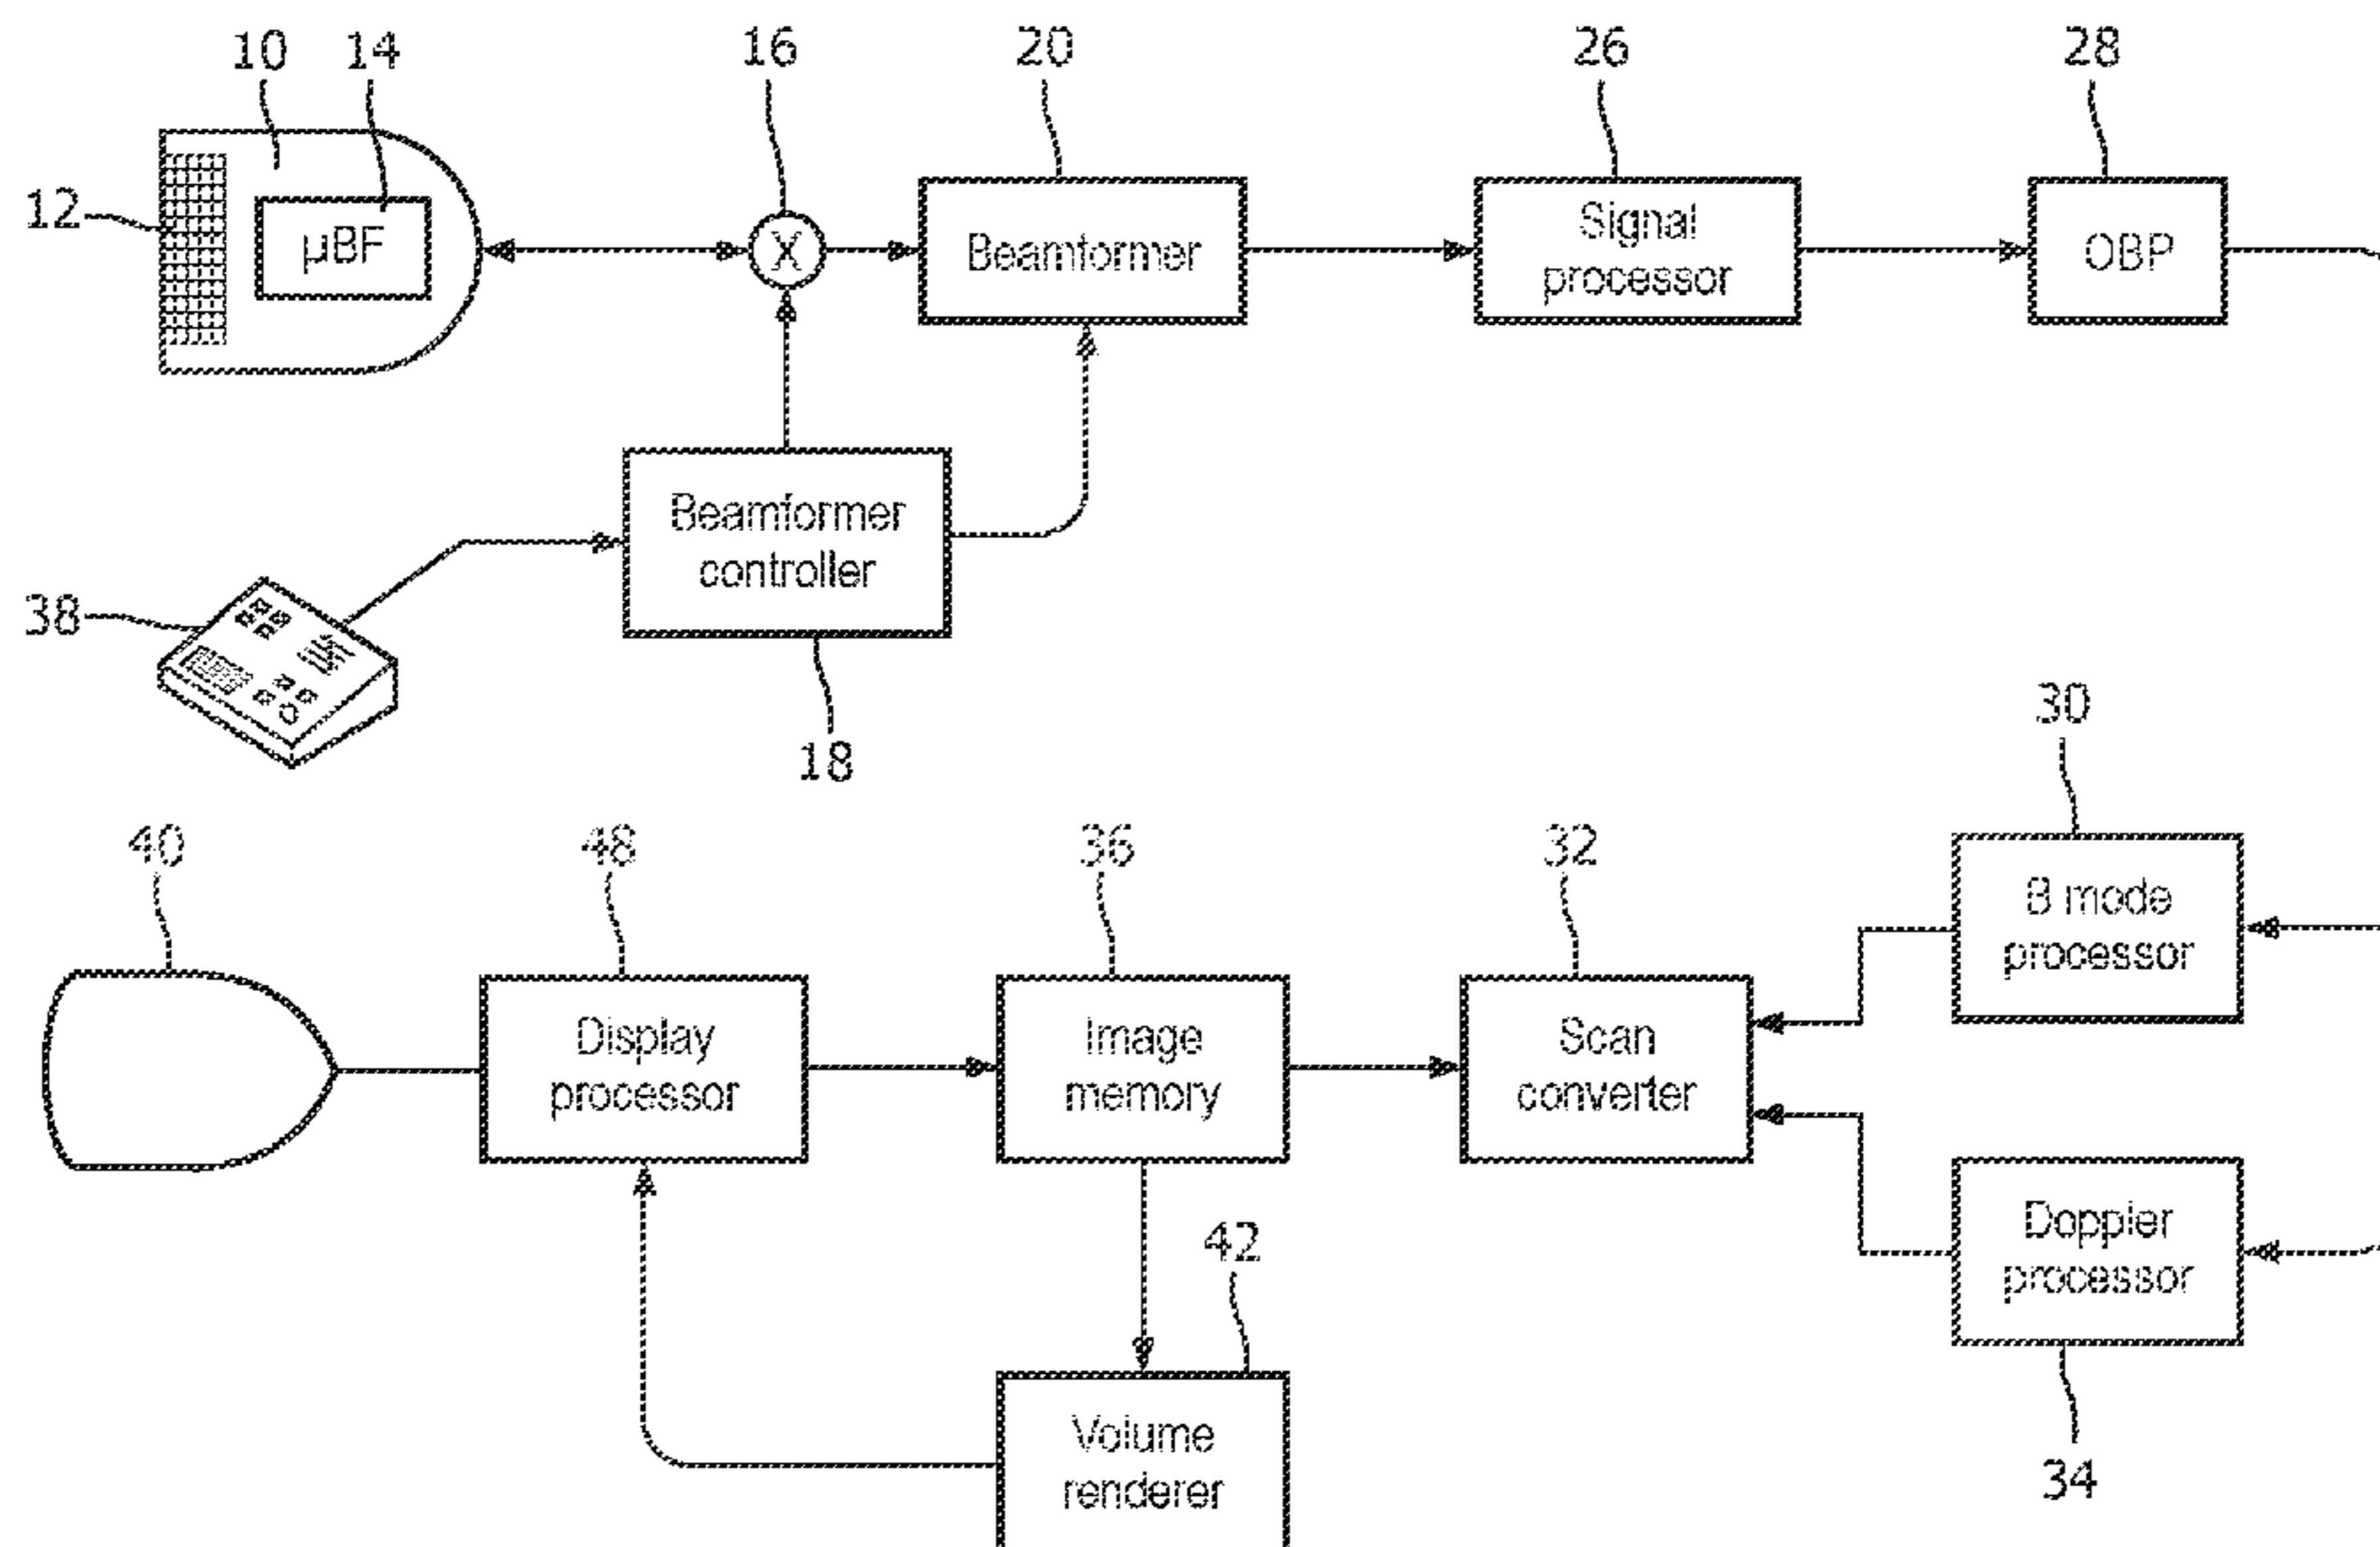 10
14
16
20
26
28
12
µBF
X
Beamformer
Signal
processor
OBP
Beamformer
controller
38
18
30
40
48
36
32
B mode
processor
Display
processor
Image
memory
Scan
converter
42
Doppler
processor
Volume
renderer
34